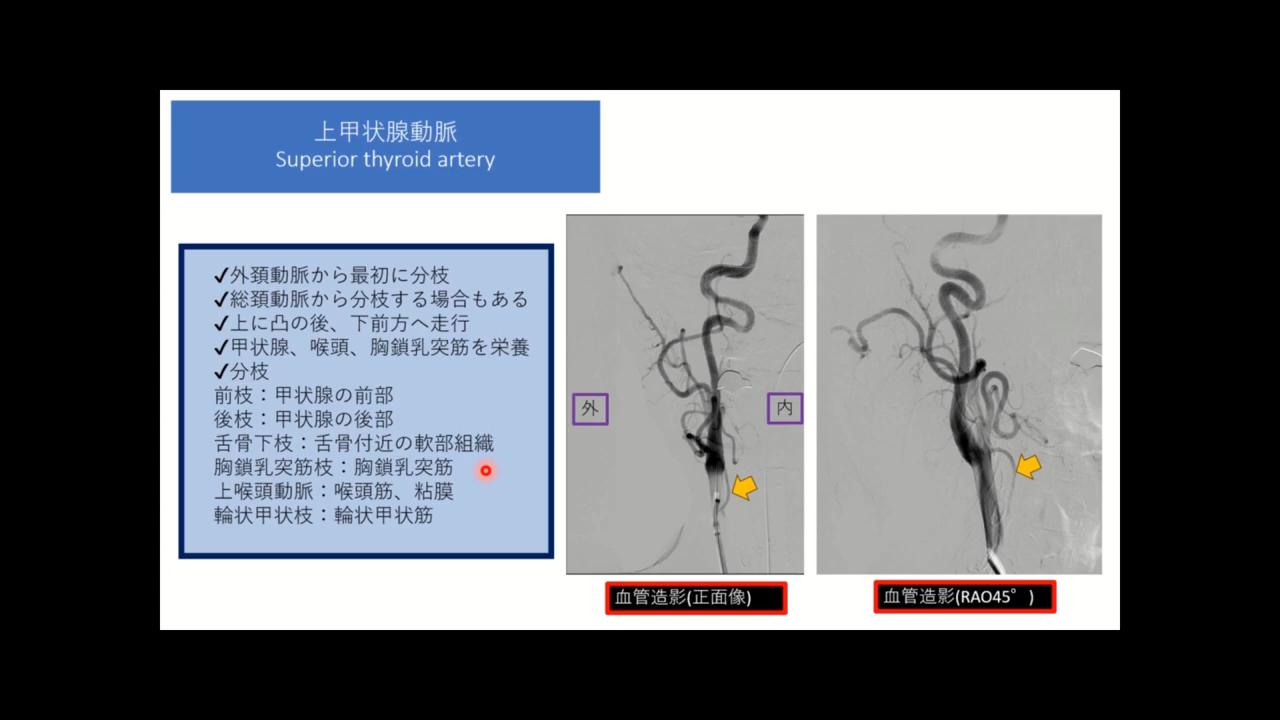 上甲状腺動脈
Superior thyroid artery
✓外頚動脈から最初に分枝
✓総頚動脈から分枝する場合もある
✓上に凸の後、下前方へ走行
✓甲状腺、喉頭、胸鎖乳突筋を栄養
✓分枝
前枝：甲状腺の前部
後枝：甲状腺の後部
舌骨下枝：舌骨付近の軟部組織
胸鎖乳突筋枝：胸鎖乳突筋
上喉頭動脈：喉頭筋、粘膜
輪状甲状枝：輪状甲状筋
外
内
血管造影(正面像)
血管造影(RAO45°)